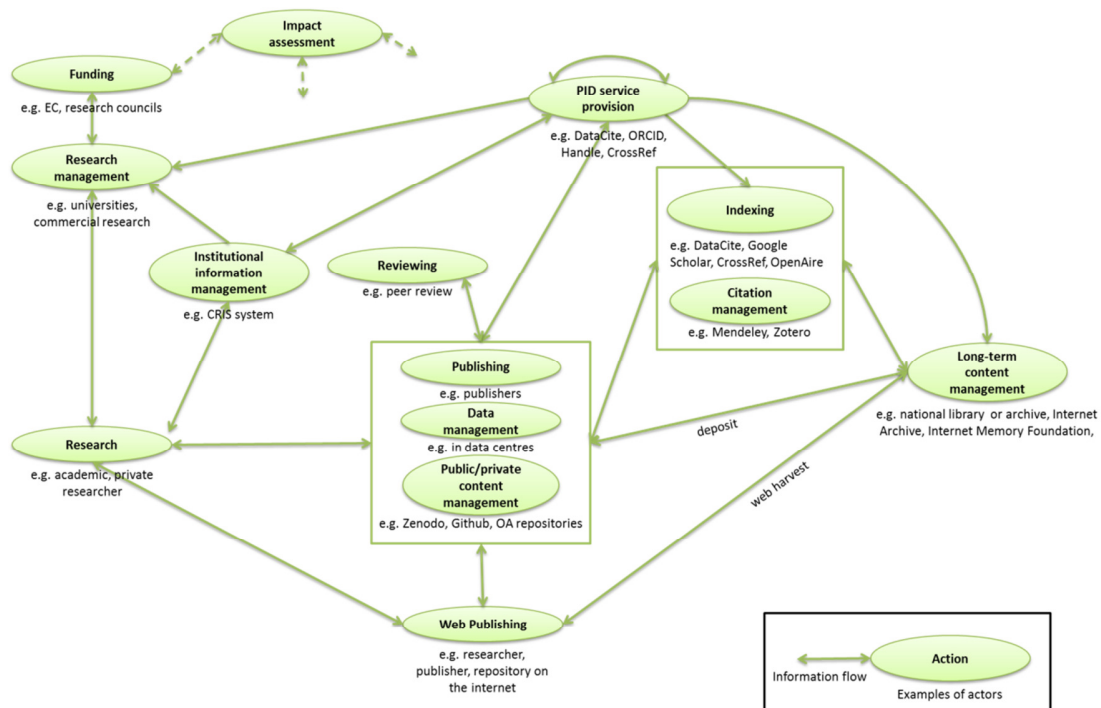 Impact
assessment
Funding
e.g. EC, research councils
PID service
provision
e.g. DataCite, ORCID,
Handle, CrossRef
Research
management
e.g. universities,
commercial research
Indexing
e.g. DataCite, Google
Scholar, CrossRef, OpenAire
Institutional
information
management
e.g. CRIS system
Reviewing
e.g. peer review
Citation
management
e.g. Mendeley, Zotero
Publishing
e.g. publishers
Long-term
content
management
e.g. national library or archive, Internet
Archive, Internet Memory Foundation,
Data
management
e.g. in data centres
deposit
Research
e.g. academic, private
researcher
Public/private
content
management
e.g. Zenodo, Github, OA repositories
web harvest
Web Publishing
e.g. researcher,
publisher, repository on
the internet
Action
Information flow
Examples of actors